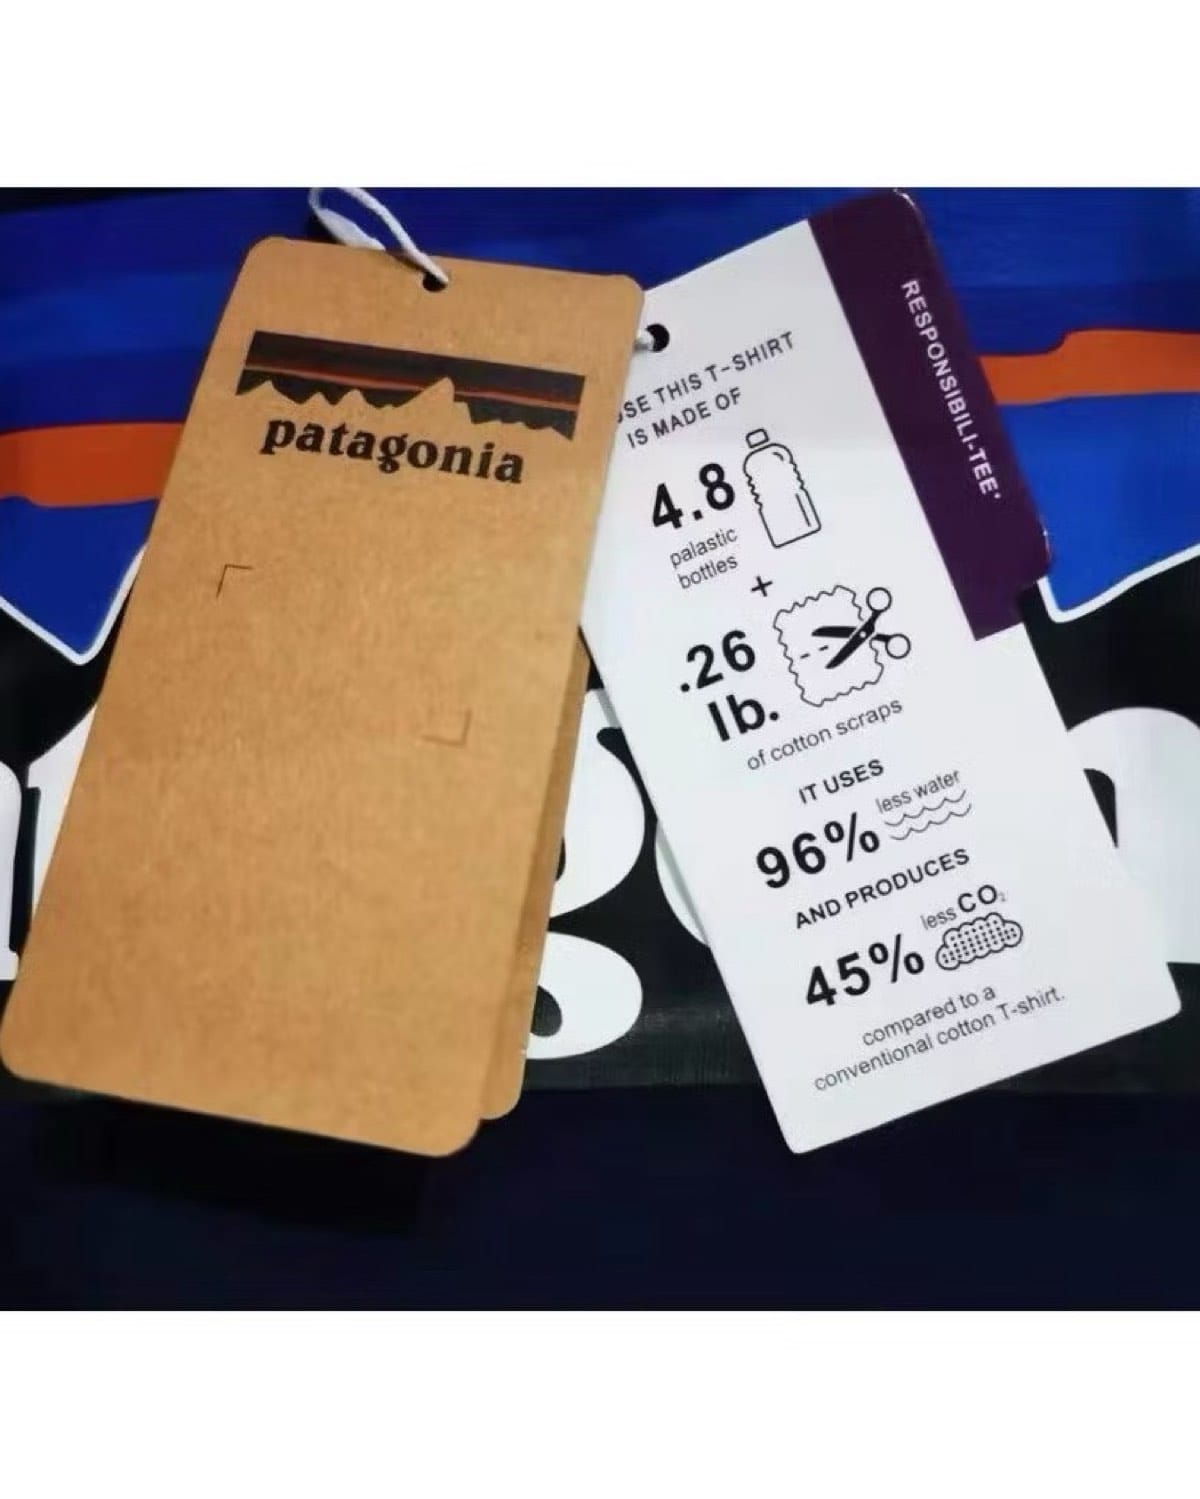 patagonia
RESPONSIBILI-TEE'
USE THIS T-SHIRT
IS MADE OF
4.8
palastic
bottles
+
.26
lb.
of cotton scraps
IT USES
96% less water
AND PRODUCES
45% less CO₂
compared to a
conventional cotton T-shirt.